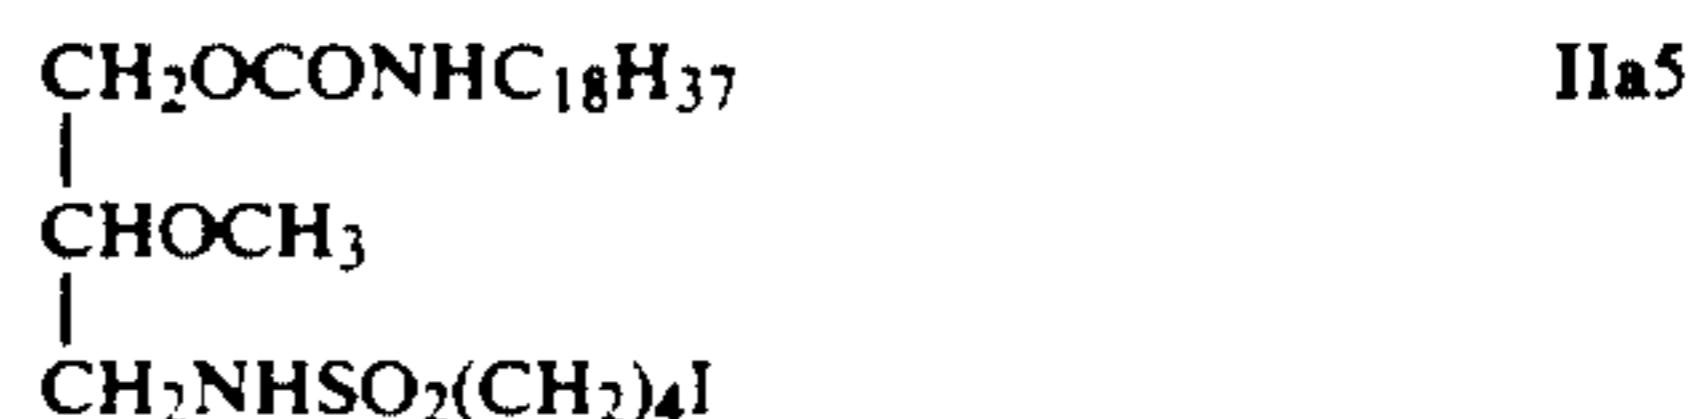 CH₂OCONHC₁₈H₃₇ IIa5
CHOCH₃
CH₂NHSO₂(CH₂)₄I